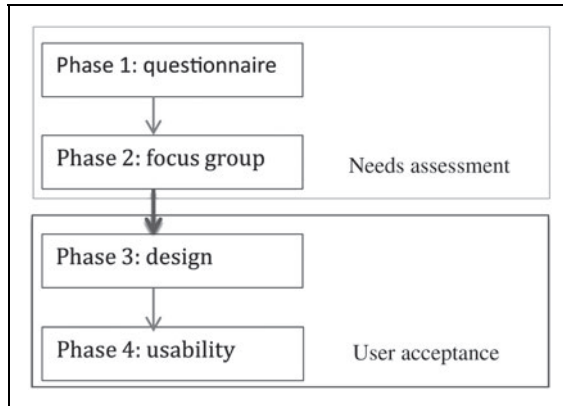 Phase 1: questionnaire
Phase 2: focus group
Needs assessment
Phase 3: design
Phase 4: usability
User acceptance